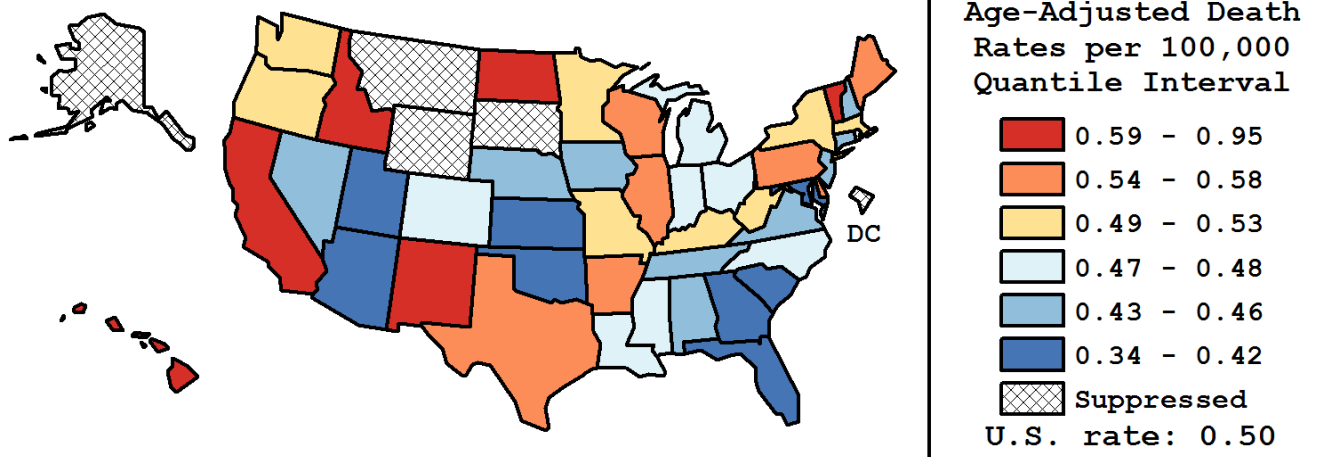 Age-Adjusted Death
Rates per 100,000
Quantile Interval
0.59 - 0.95
0.54 - 0.58
0.49 - 0.53
0.47 - 0.48
0.43 - 0.46
0.34 - 0.42
Suppressed
U.S. rate: 0.50
DC